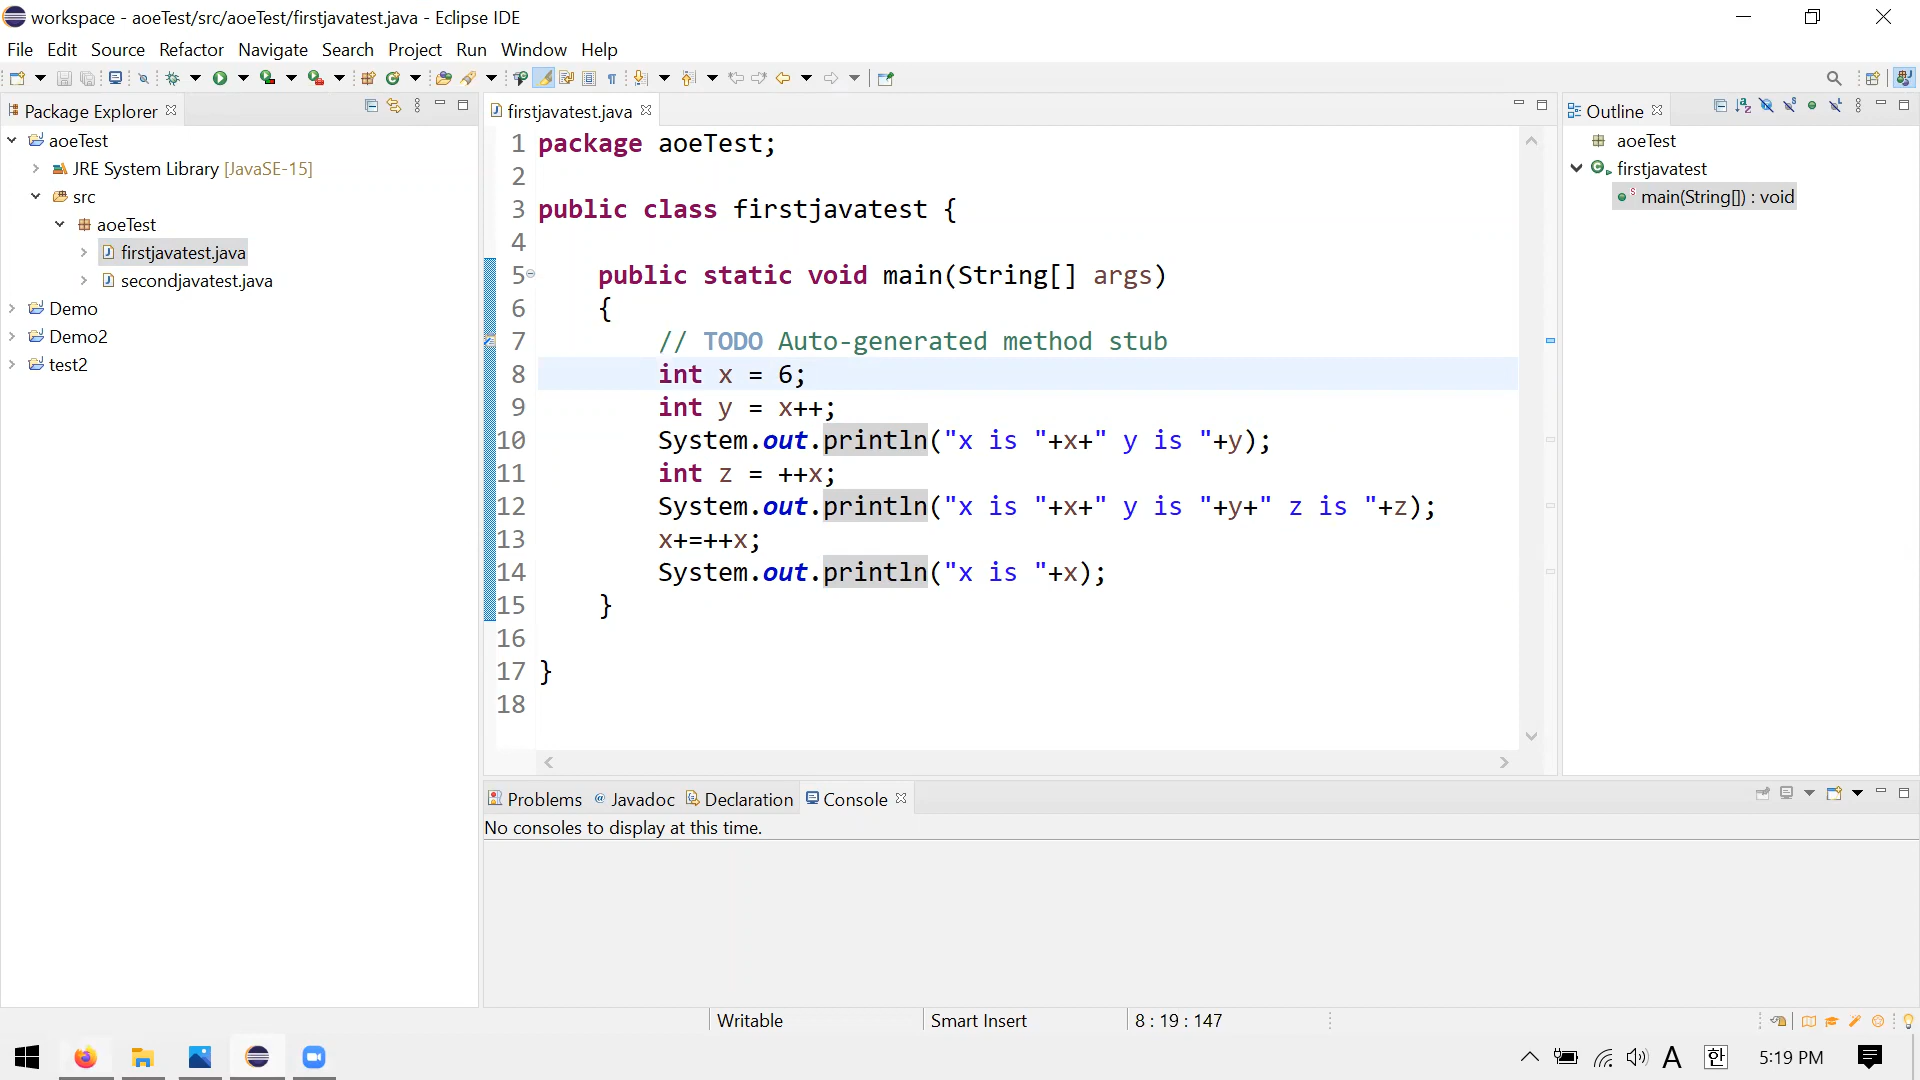 workspace - aoeTest/src/aoeTest/firstjavatest.java - Eclipse IDE
File Edit Source Refactor Navigate Search Project Run Window Help
Package Explorer
aoeTest
JRE System Library [JavaSE-15]
src
aoeTest
firstjavatest.java
secondjavatest.java
Demo
Demo2
test2
firstjavatest.java
1 package aoeTest;
2
3 public class firstjavatest {
4
5 public static void main(String[] args)
6 {
7 // TODO Auto-generated method stub
8 int x = 6;
9 int y = x++;
10 System.out.println("x is "+x+" y is "+y);
11 int z = ++x;
12 System.out.println("x is "+x+" y is "+y+" z is "+z);
13 x+=++x;
14 System.out.println("x is "+x);
15 }
16
17 }
18
Outline
aoeTest
firstjavatest
main(String[]) : void
Problems @ Javadoc Declaration Console
No consoles to display at this time.
Writable Smart Insert 8 : 19 : 147
A 한 5:19 PM